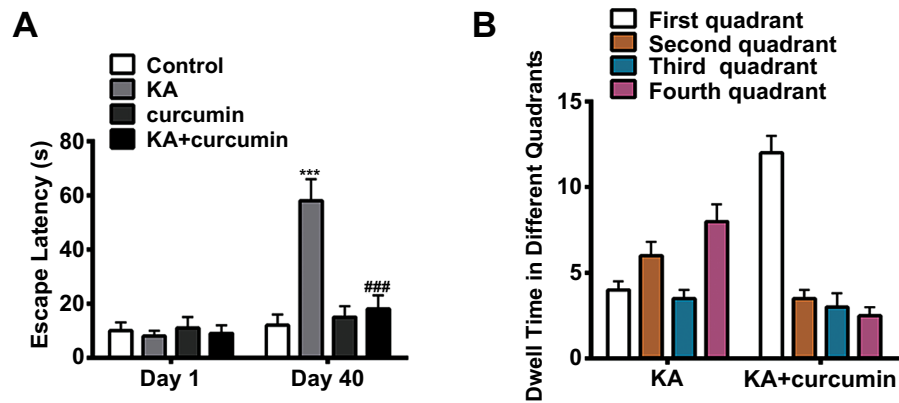 A
Control
KA
curcumin
KA+curcumin
Escape Latency (s)
80
60
40
20
0
***
###
Day 1
Day 40
B
First quadrant
Second quadrant
Third quadrant
Fourth quadrant
Dwell Time in Different Quadrants
15
10
5
0
KA
KA+curcumin